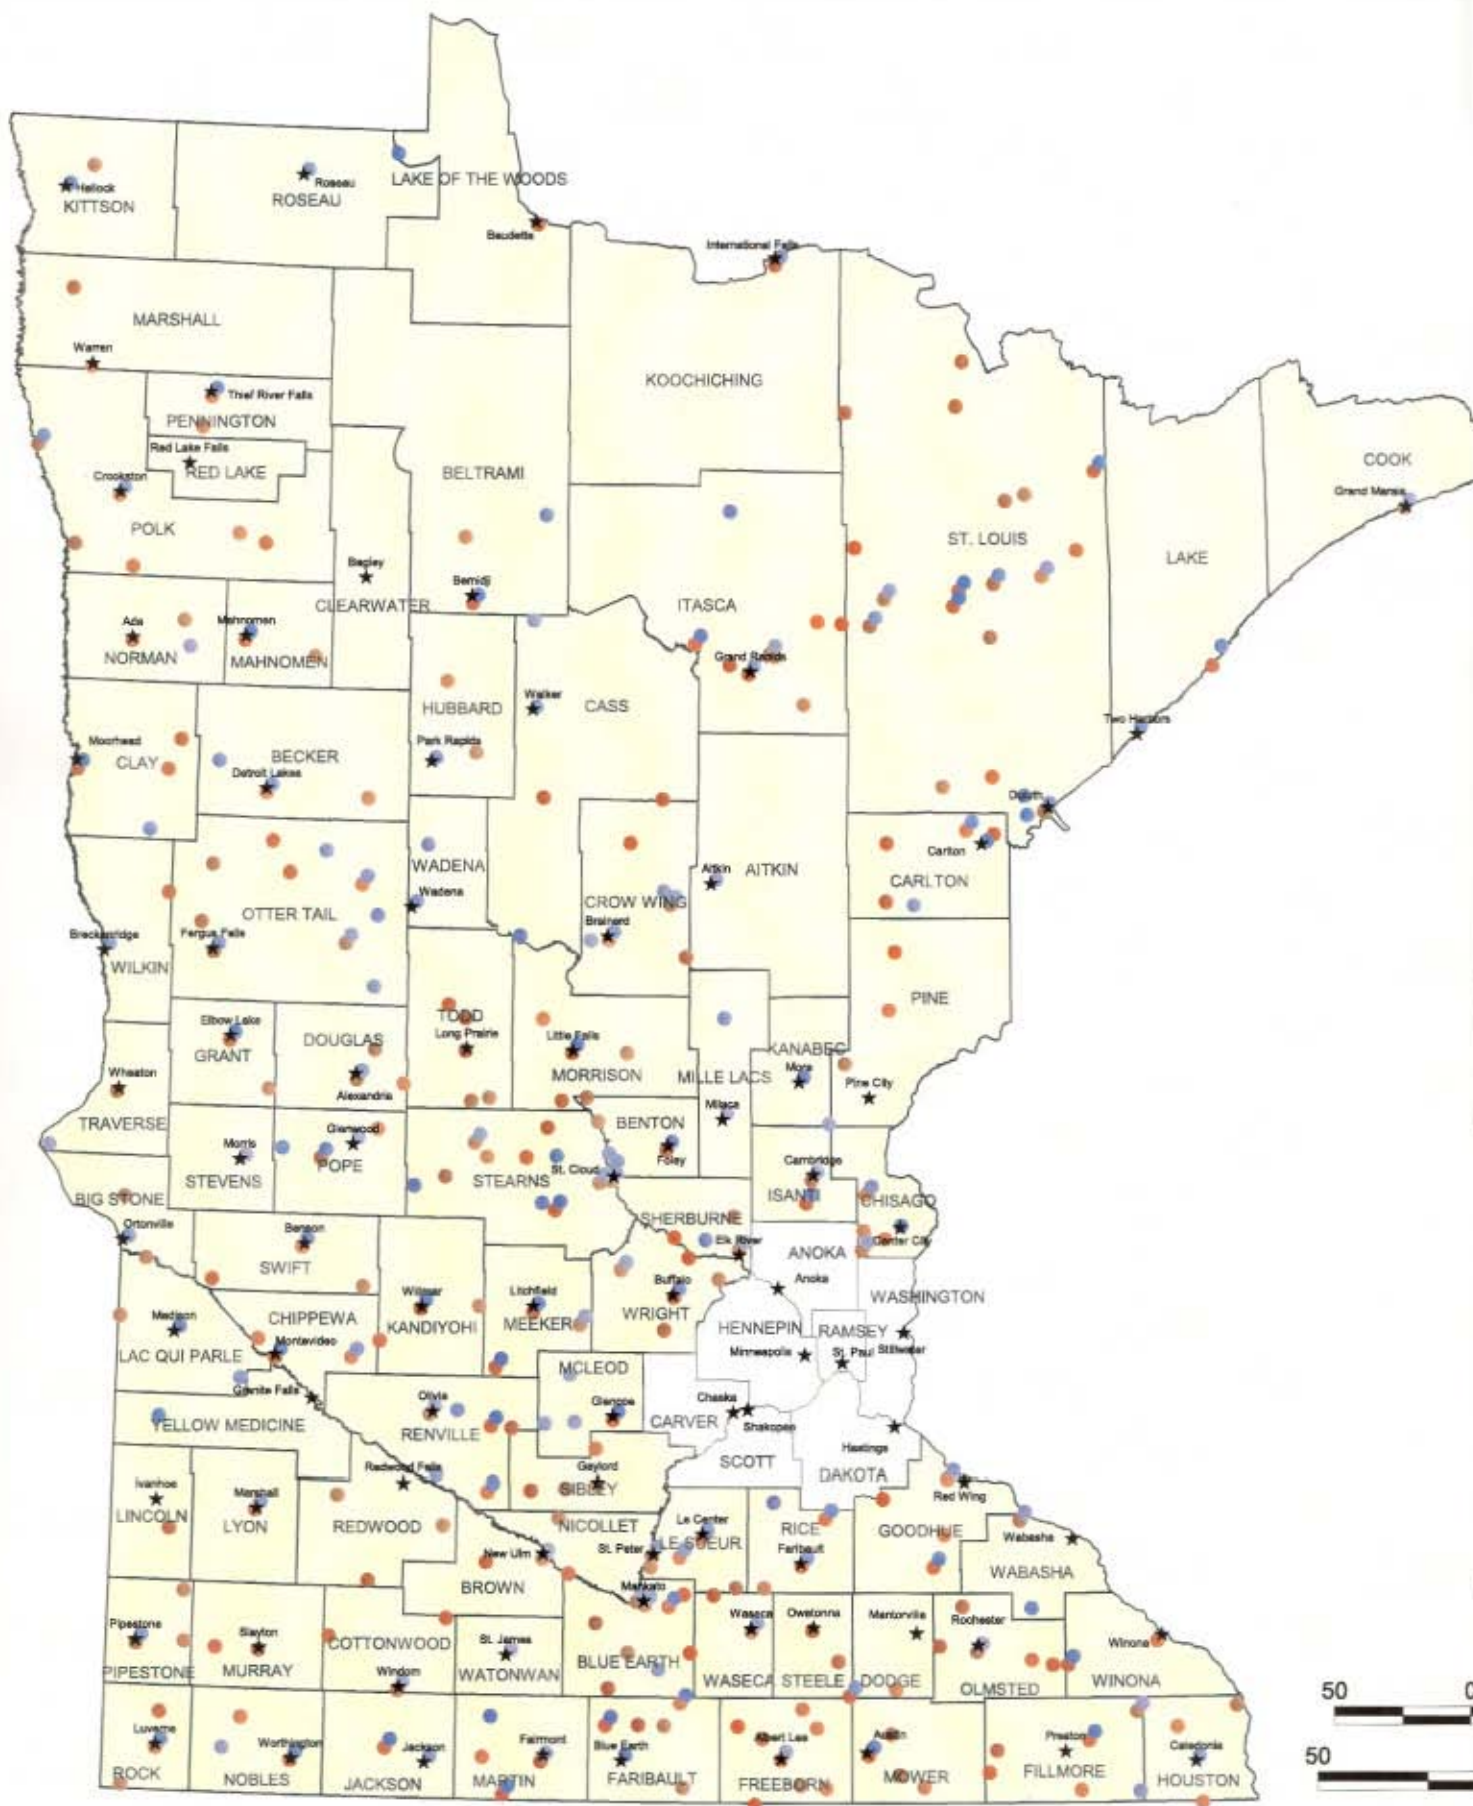 LAKE OF THE WOODS
Roseau
Hallock
ROSEAU
KITTSON
Baudette
International Falls
MARSHALL
Warren
KOOCHICHING
Thief River Falls
PENNINGTON
Red Lake Falls
RED LAKE
BELTRAMI
COOK
Crookston
Grand Marais
POLK
ST. LOUIS
LAKE
Bagley
Bemidji
CLEARWATER
ITASCA
Ada
Mahnomen
NORMAN
MAHNOMEN
Grand Rapids
Walker
HUBBARD
CASS
Two Harbors
Moorhead
Park Rapids
CLAY
BECKER
Detroit Lakes
Duluth
Carlton
WADENA
Aitkin
AITKIN
CARLTON
Wadena
CROW WING
OTTER TAIL
Brainerd
Breckenridge
Fergus Falls
WILKIN
PINE
Elbow Lake
TODD
Long Prairie
Little Falls
DOUGLAS
GRANT
KANABEC
Mora
MORRISON
MILLE LACS
Pine City
Wheaton
Alexandria
Milaca
TRAVERSE
BENTON
Glenwood
Morris
Foley
POPE
St. Cloud
Cambridge
STEVENS
STEARNS
BIG STONE
ISANTI
CHISAGO
Ortonville
Benson
SHERBURNE
Elk River
Center City
ANOKA
SWIFT
Anoka
Willmar
Litchfield
Buffalo
WASHINGTON
Madison
CHIPPEWA
KANDIYOHI
MEEKER
WRIGHT
HENNEPIN
RAMSEY
Montevideo
Minneapolis
St. Paul
Stillwater
LAC QUI PARLE
MCLEOD
Granite Falls
Olivia
Glencoe
Chaska
CARVER
Shakopee
YELLOW MEDICINE
RENVILLE
Hastings
SCOTT
DAKOTA
Redwood Falls
Gaylord
SIBLEY
Red Wing
Ivanhoe
Marshall
LINCOLN
LYON
REDWOOD
NICOLLET
Le Center
RICE
GOODHUE
Wabasha
New Ulm
St. Peter
LE SUEUR
Faribault
WABASHA
BROWN
Mankato
Pipestone
Slayton
Waseca
Owatonna
Mantorville
Rochester
COTTONWOOD
St. James
Winona
PIPESTONE
MURRAY
Windom
WATONWAN
BLUE EARTH
WASECA
STEELE
DODGE
OLMSTED
WINONA
50
0
Luverne
Worthington
Jackson
Fairmont
Blue Earth
Albert Lea
Austin
Preston
Caledonia
50
ROCK
NOBLES
JACKSON
MARTIN
FARIBAULT
FREEBORN
MOWER
FILLMORE
HOUSTON